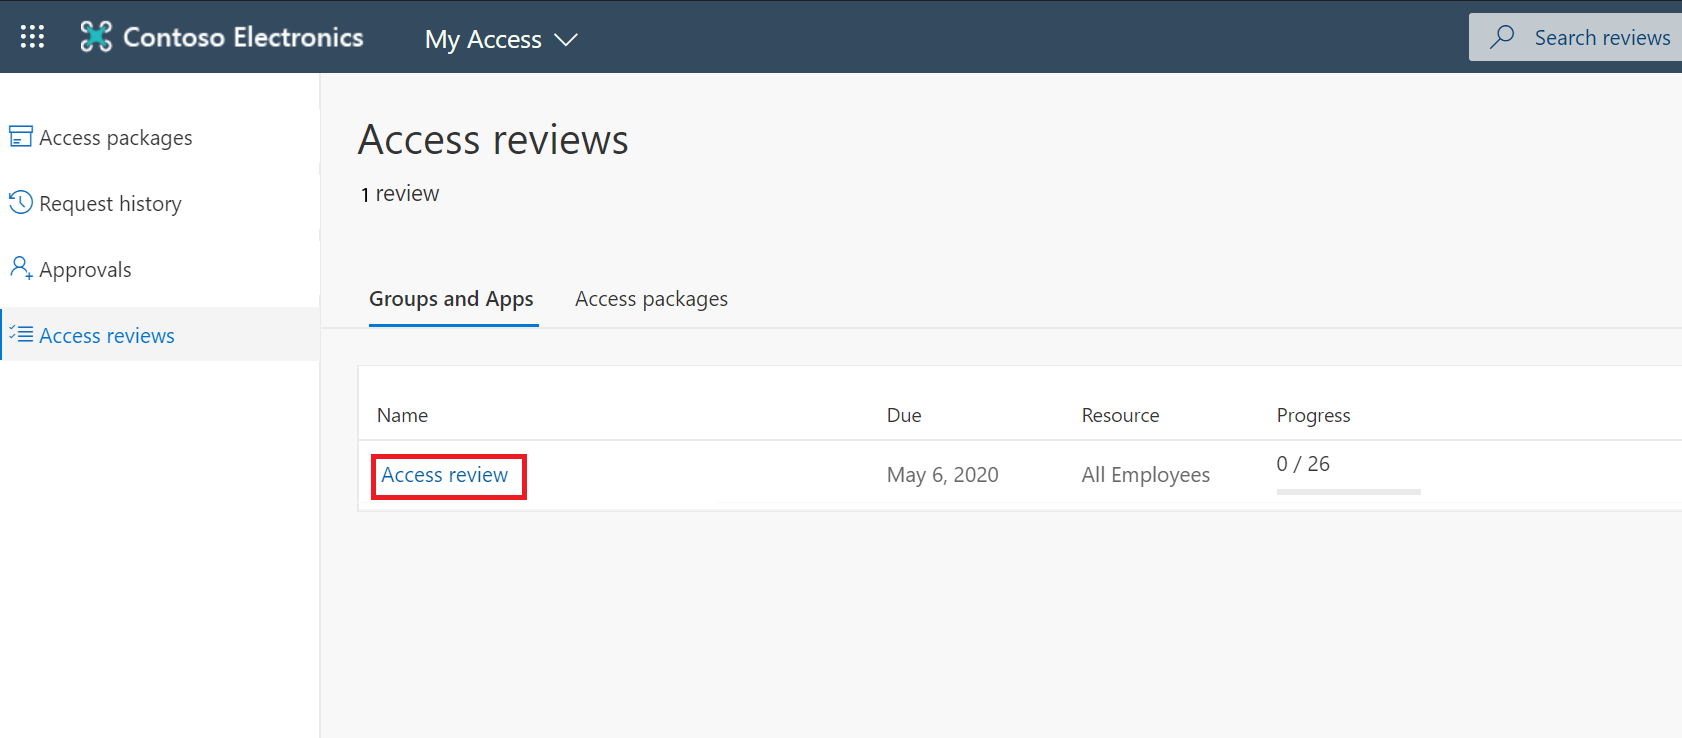 Contoso Electronics
My Access
Search reviews
Access packages
Request history
Approvals
Access reviews
Access reviews
1 review
Groups and Apps
Access packages
Name Due Resource Progress
Access review May 6, 2020 All Employees 0 / 26